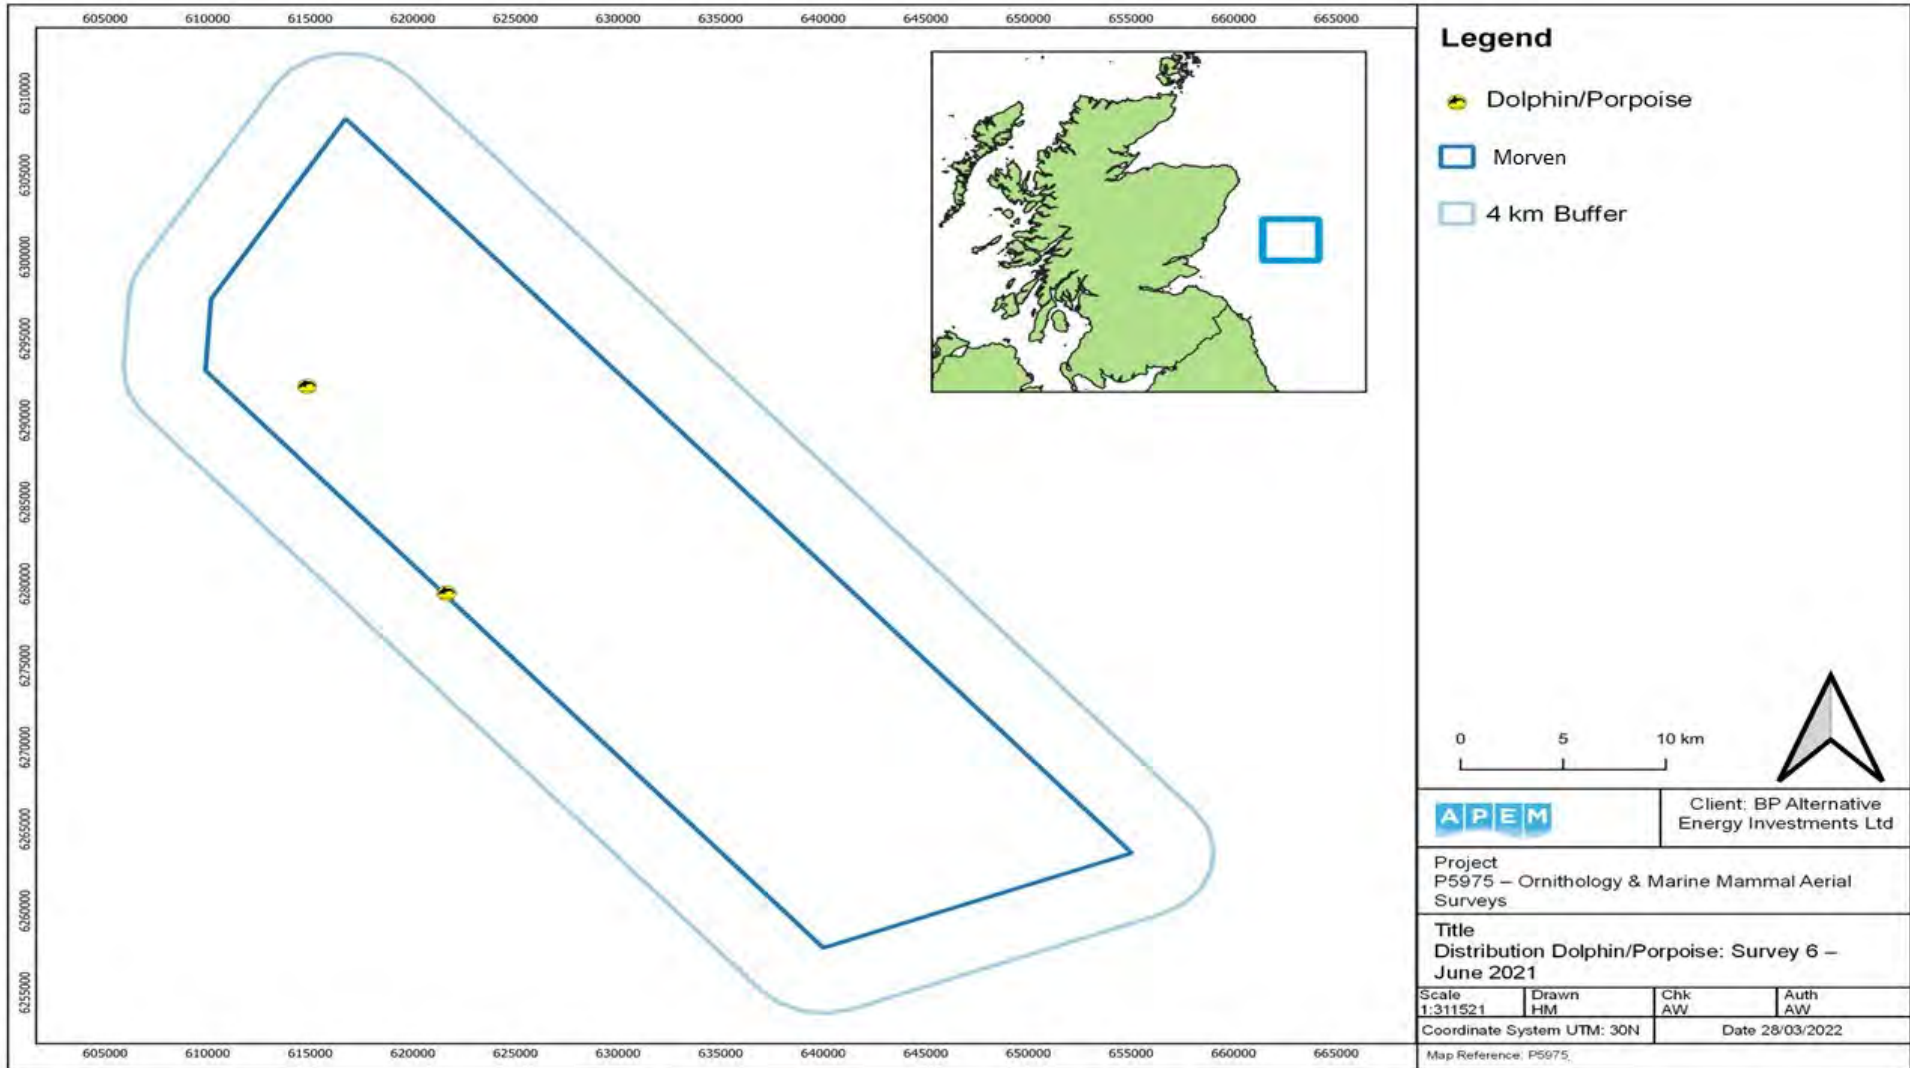 605000 610000 615000 620000 625000 630000 635000 640000 645000 650000 655000 660000 665000
6310000
6305000
6300000
6295000
6290000
6285000
6280000
6275000
6270000
6265000
6260000
6255000
605000 610000 615000 620000 625000 630000 635000 640000 645000 650000 655000 660000 665000
Legend
Dolphin/Porpoise
Morven
4 km Buffer
0 5 10 km
APEM
Client: BP Alternative
Energy Investments Ltd
Project
P5975 – Ornithology & Marine Mammal Aerial
Surveys
Title
Distribution Dolphin/Porpoise: Survey 6 –
June 2021
Scale Drawn Chk Auth
1:311521 HM AW AW
Coordinate System UTM: 30N Date 28/03/2022
Map Reference: P5975